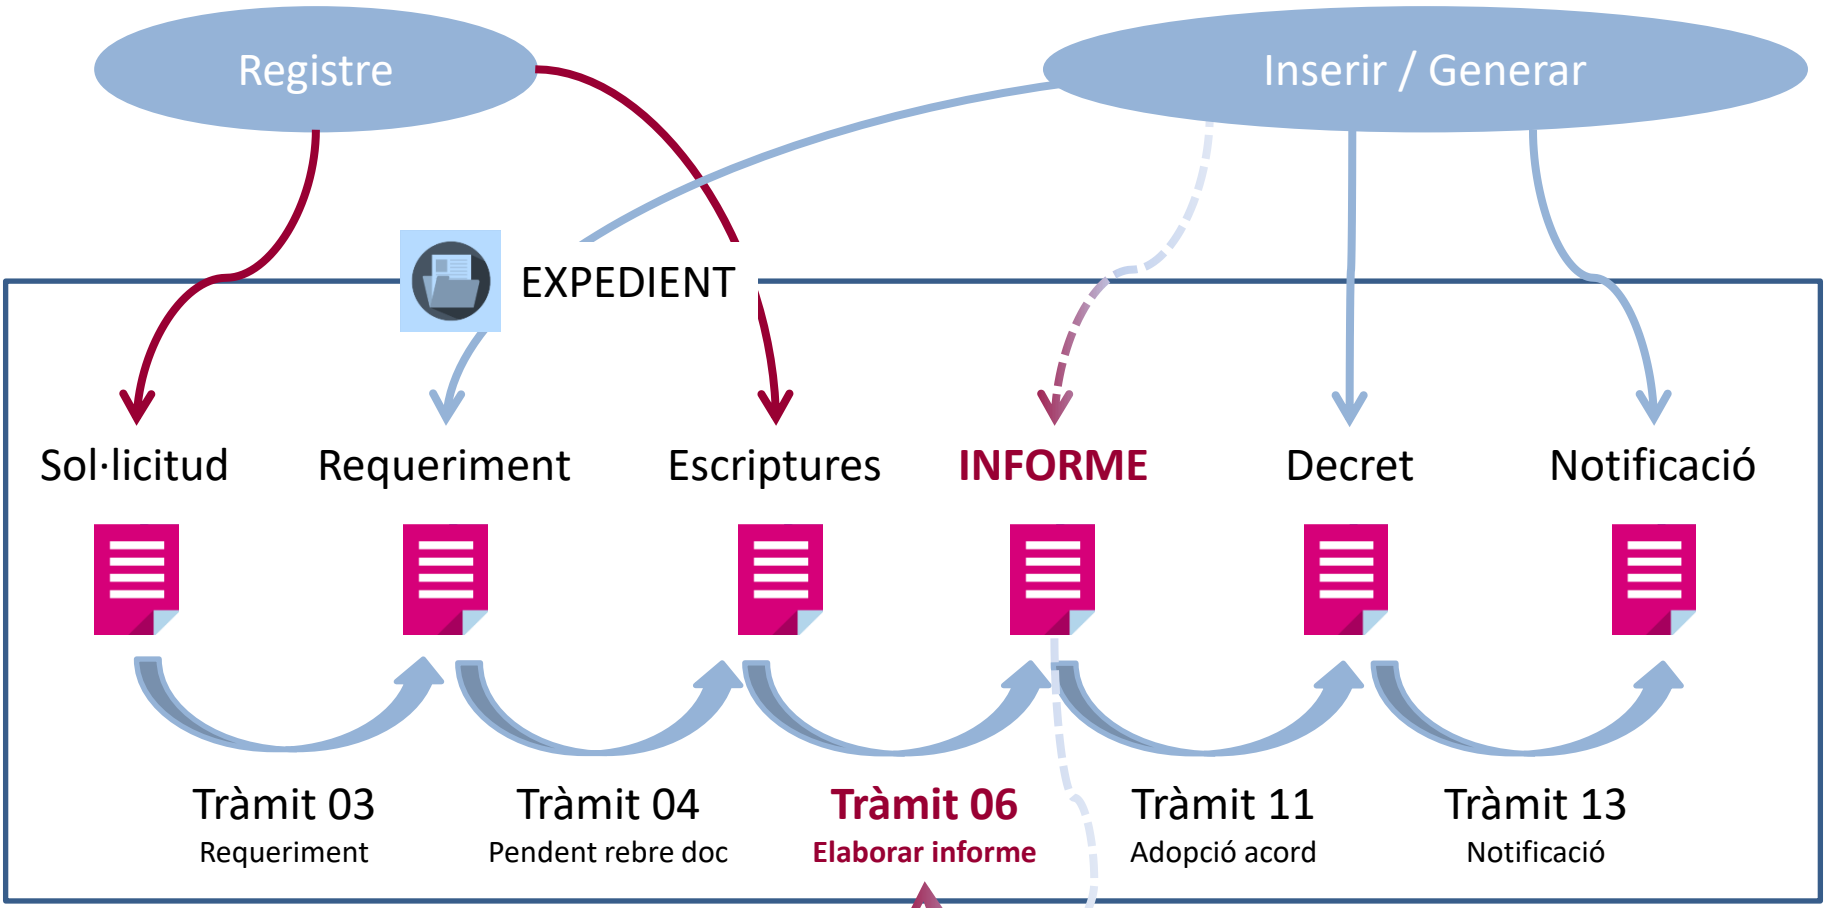 Registre
Inserir / Generar
EXPEDIENT
Sol·licitud
Requeriment
Escriptures
INFORME
Decret
Notificació
Tràmit 03
Requeriment
Tràmit 04
Pendent rebre doc
Tràmit 06
Elaborar informe
Tràmit 11
Adopció acord
Tràmit 13
Notificació